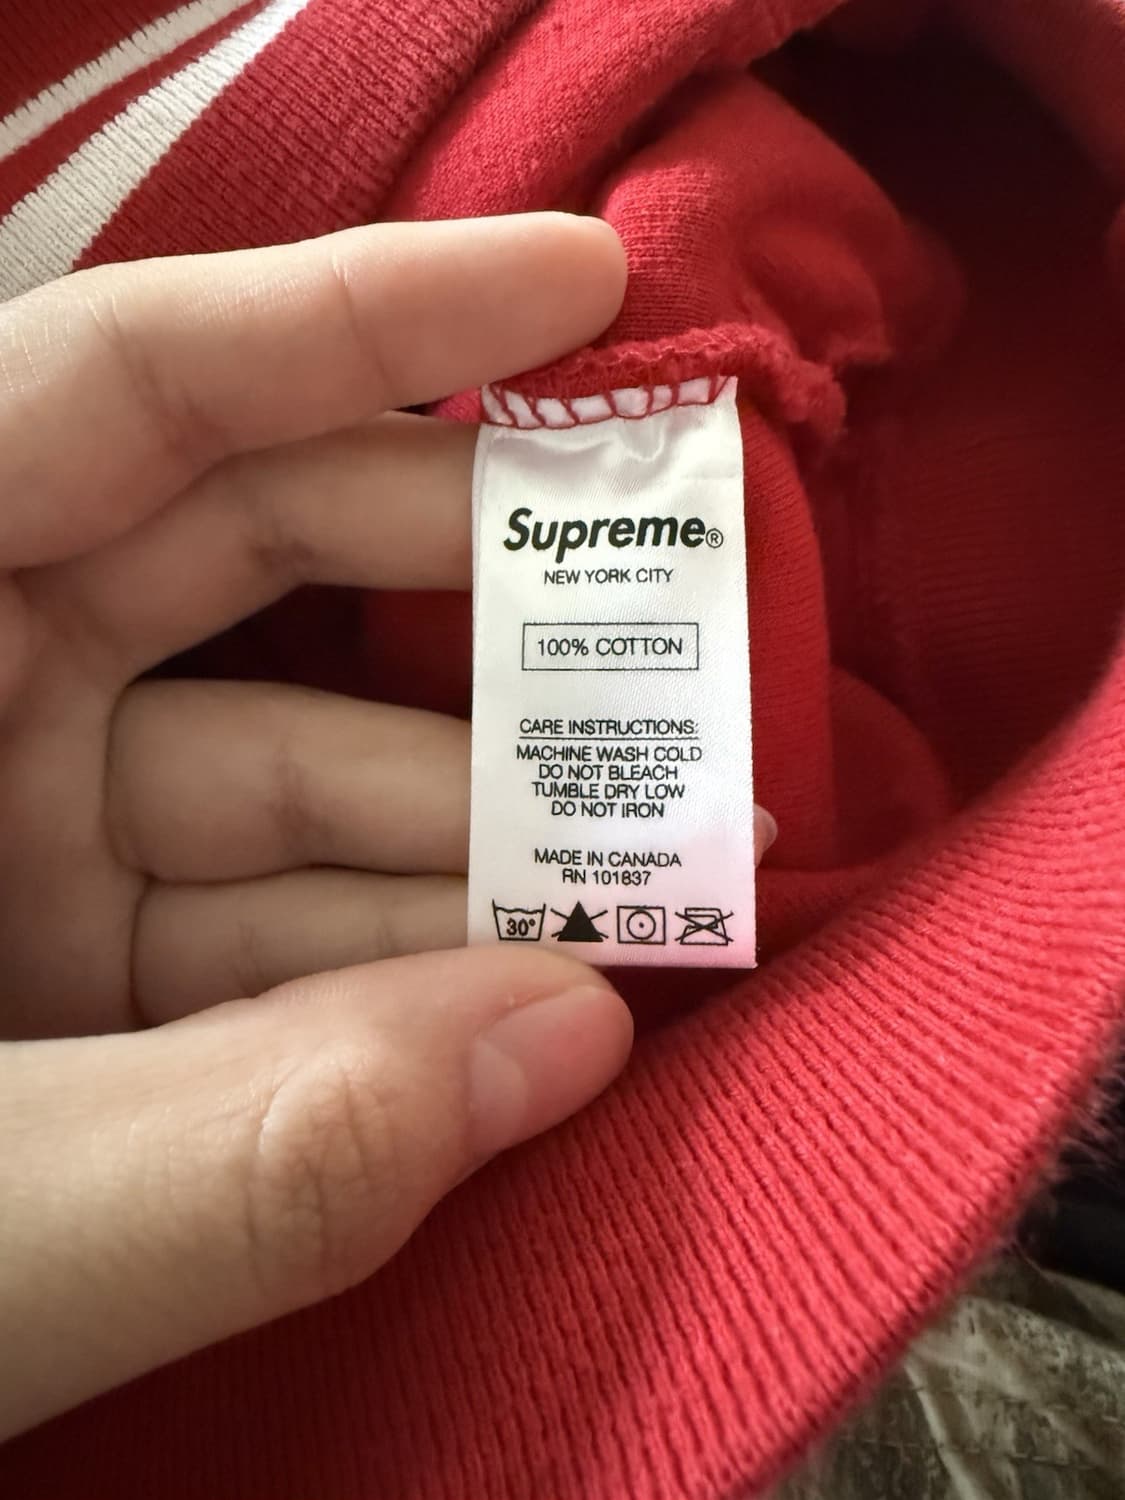 Supreme®
NEW YORK CITY
100% COTTON
CARE INSTRUCTIONS:
MACHINE WASH COLD
DO NOT BLEACH
TUMBLE DRY LOW
DO NOT IRON
MADE IN CANADA
RN 101837
30°